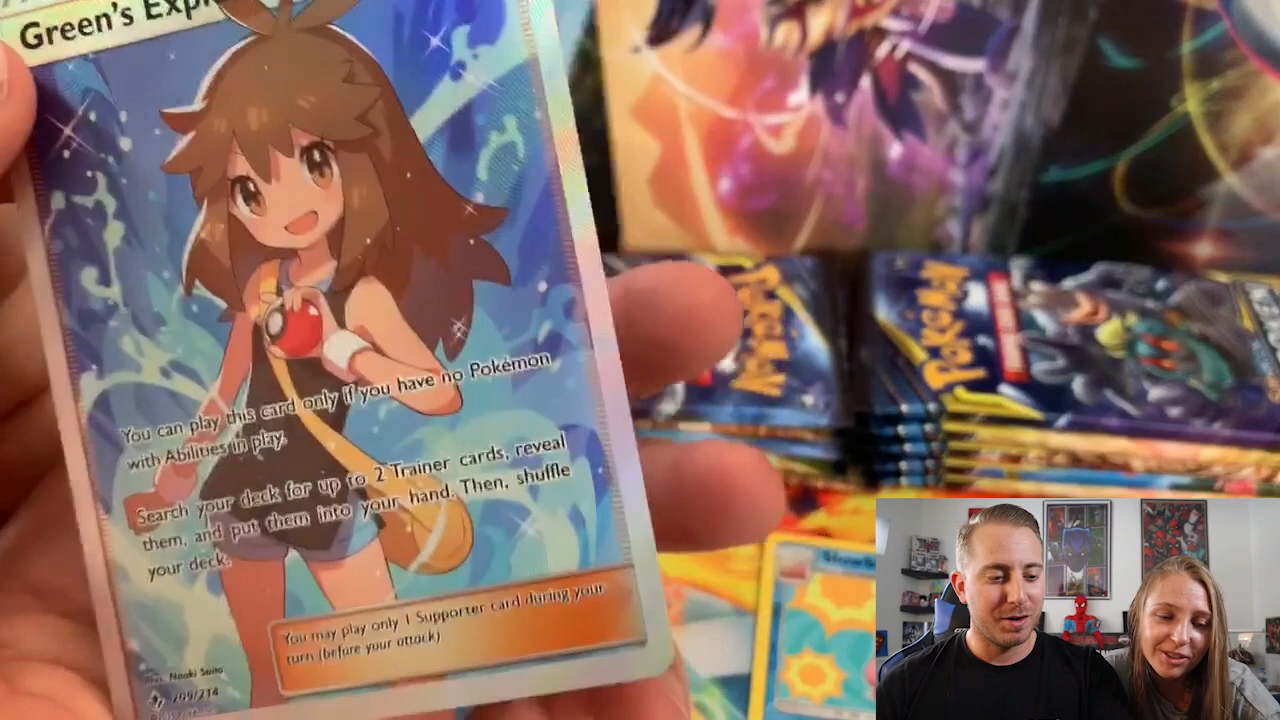 Green's
You can play this card only if you have no Pokémon
with Abilities in play.
Search your deck for up to 2 Trainer cards, reveal
them, and put them into your hand. Then, shuffle
your deck.
You may play only 1 Supporter card during your
turn (before your attack).
Illus. Naoki Saito
209/214
POKÉMON
POKÉMON